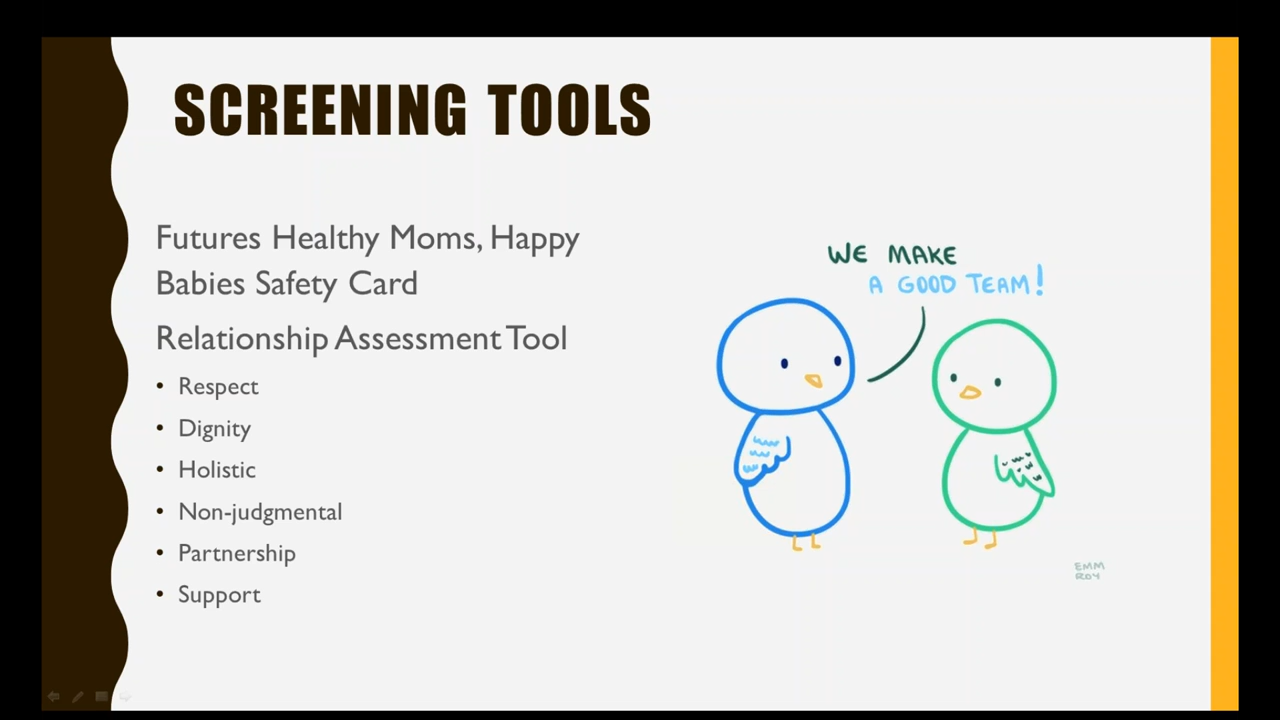 SCREENING TOOLS
Futures Healthy Moms, Happy
Babies Safety Card
Relationship Assessment Tool
• Respect
• Dignity
• Holistic
• Non-judgmental
• Partnership
• Support
WE MAKE
A GOOD TEAM!
EMM
ROY